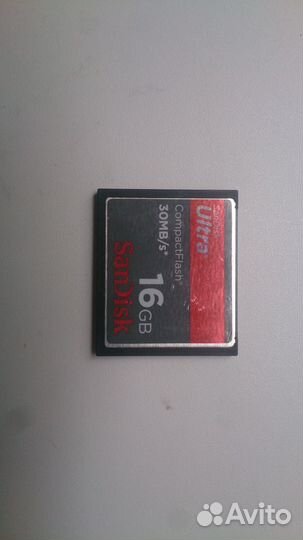 SanDisk
Ultra
CompactFlash®
30MB/s*
16GB
SanDisk
Avito